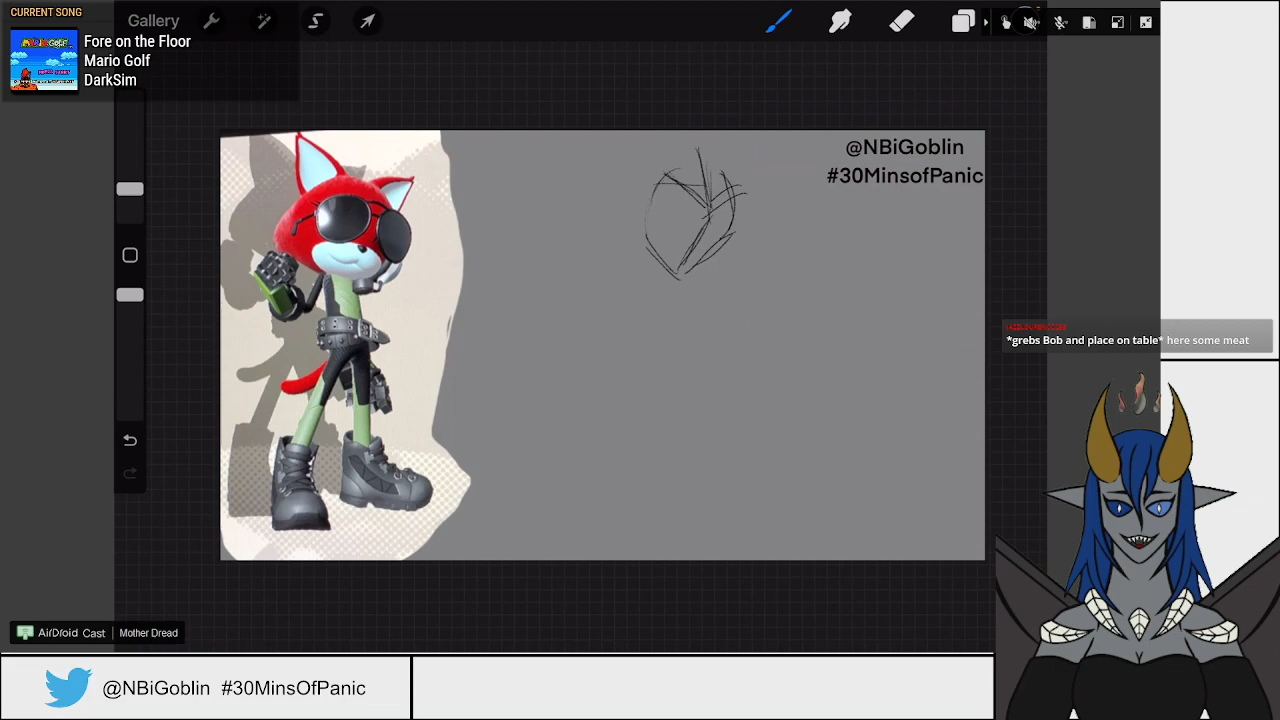 CURRENT SONG
Fore on the Floor
Mario Golf
DarkSim
Gallery
@NBiGoblin
#30MinsofPanic
*grebs Bob and place on table* here some meat
AirDroid Cast | Mother Dread
@NBiGoblin #30MinsOfPanic